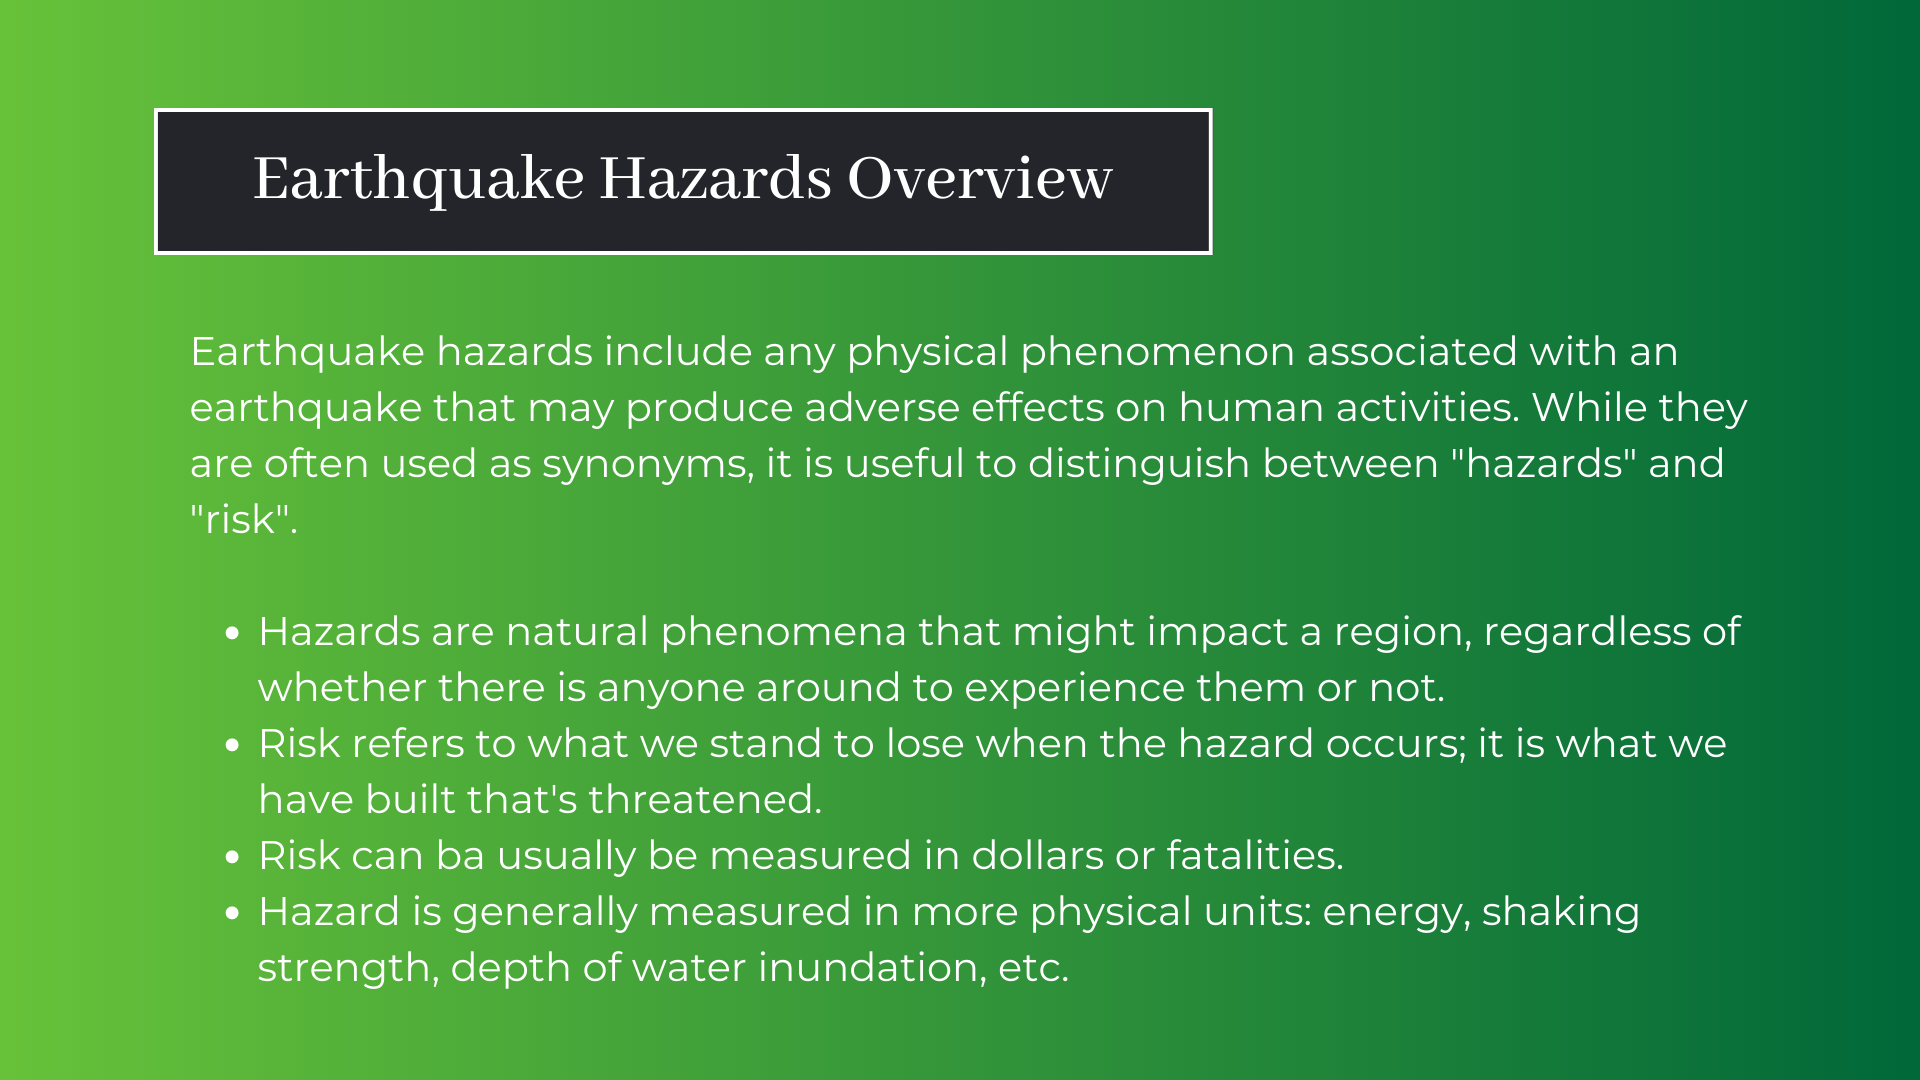 Earthquake Hazards Overview
Earthquake hazards include any physical phenomenon associated with an
earthquake that may produce adverse effects on human activities. While they
are often used as synonyms, it is useful to distinguish between "hazards" and
"risk".
• Hazards are natural phenomena that might impact a region, regardless of
whether there is anyone around to experience them or not.
• Risk refers to what we stand to lose when the hazard occurs; it is what we
have built that's threatened.
• Risk can ba usually be measured in dollars or fatalities.
• Hazard is generally measured in more physical units: energy, shaking
strength, depth of water inundation, etc.